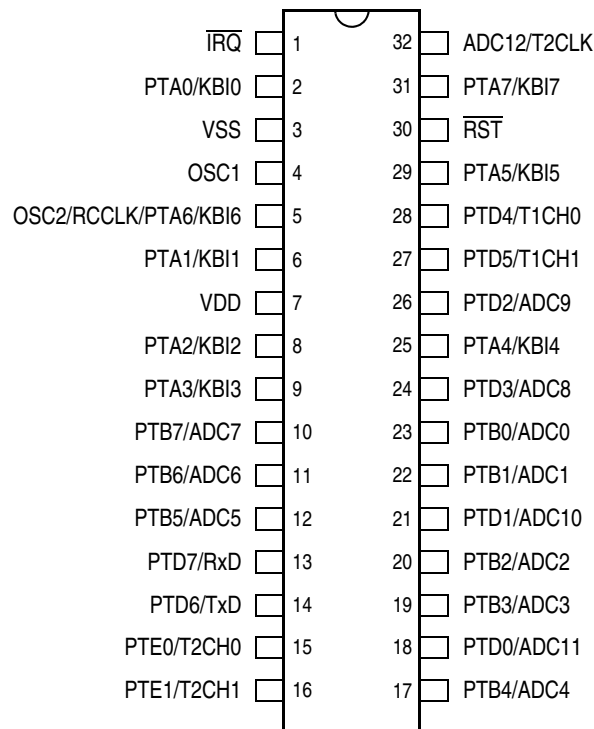 I̅R̅Q̅ 1 32 ADC12/T2CLK
PTA0/KBI0 2 31 PTA7/KBI7
VSS 3 30 R̅S̅T̅
OSC1 4 29 PTA5/KBI5
OSC2/RCCLK/PTA6/KBI6 5 28 PTD4/T1CH0
PTA1/KBI1 6 27 PTD5/T1CH1
VDD 7 26 PTD2/ADC9
PTA2/KBI2 8 25 PTA4/KBI4
PTA3/KBI3 9 24 PTD3/ADC8
PTB7/ADC7 10 23 PTB0/ADC0
PTB6/ADC6 11 22 PTB1/ADC1
PTB5/ADC5 12 21 PTD1/ADC10
PTD7/RxD 13 20 PTB2/ADC2
PTD6/TxD 14 19 PTB3/ADC3
PTE0/T2CH0 15 18 PTD0/ADC11
PTE1/T2CH1 16 17 PTB4/ADC4